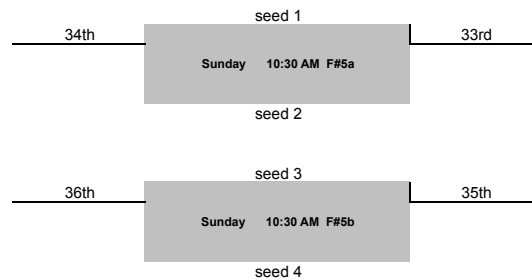 seed 1
34th 33rd
Sunday 10:30 AM F#5a
seed 2
seed 3
36th 35th
Sunday 10:30 AM F#5b
seed 4